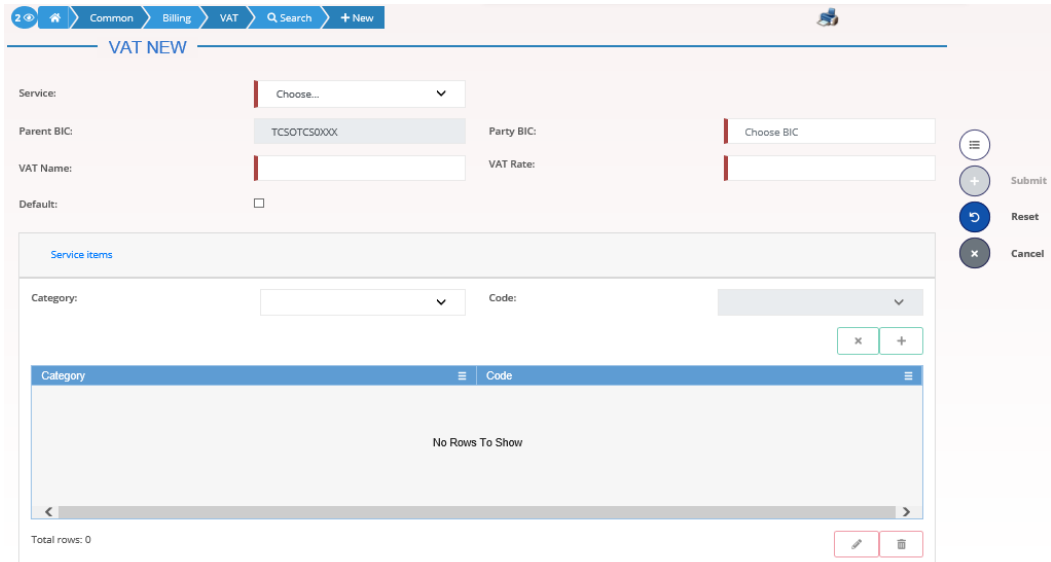 2 Common Billing VAT Search + New
VAT NEW
Service: Choose...
Parent BIC: TCSOTCS0XXX Party BIC: Choose BIC
VAT Name: VAT Rate:
Submit
Default:
Reset
Service items
Cancel
Category: Code:
Category Code
No Rows To Show
Total rows: 0